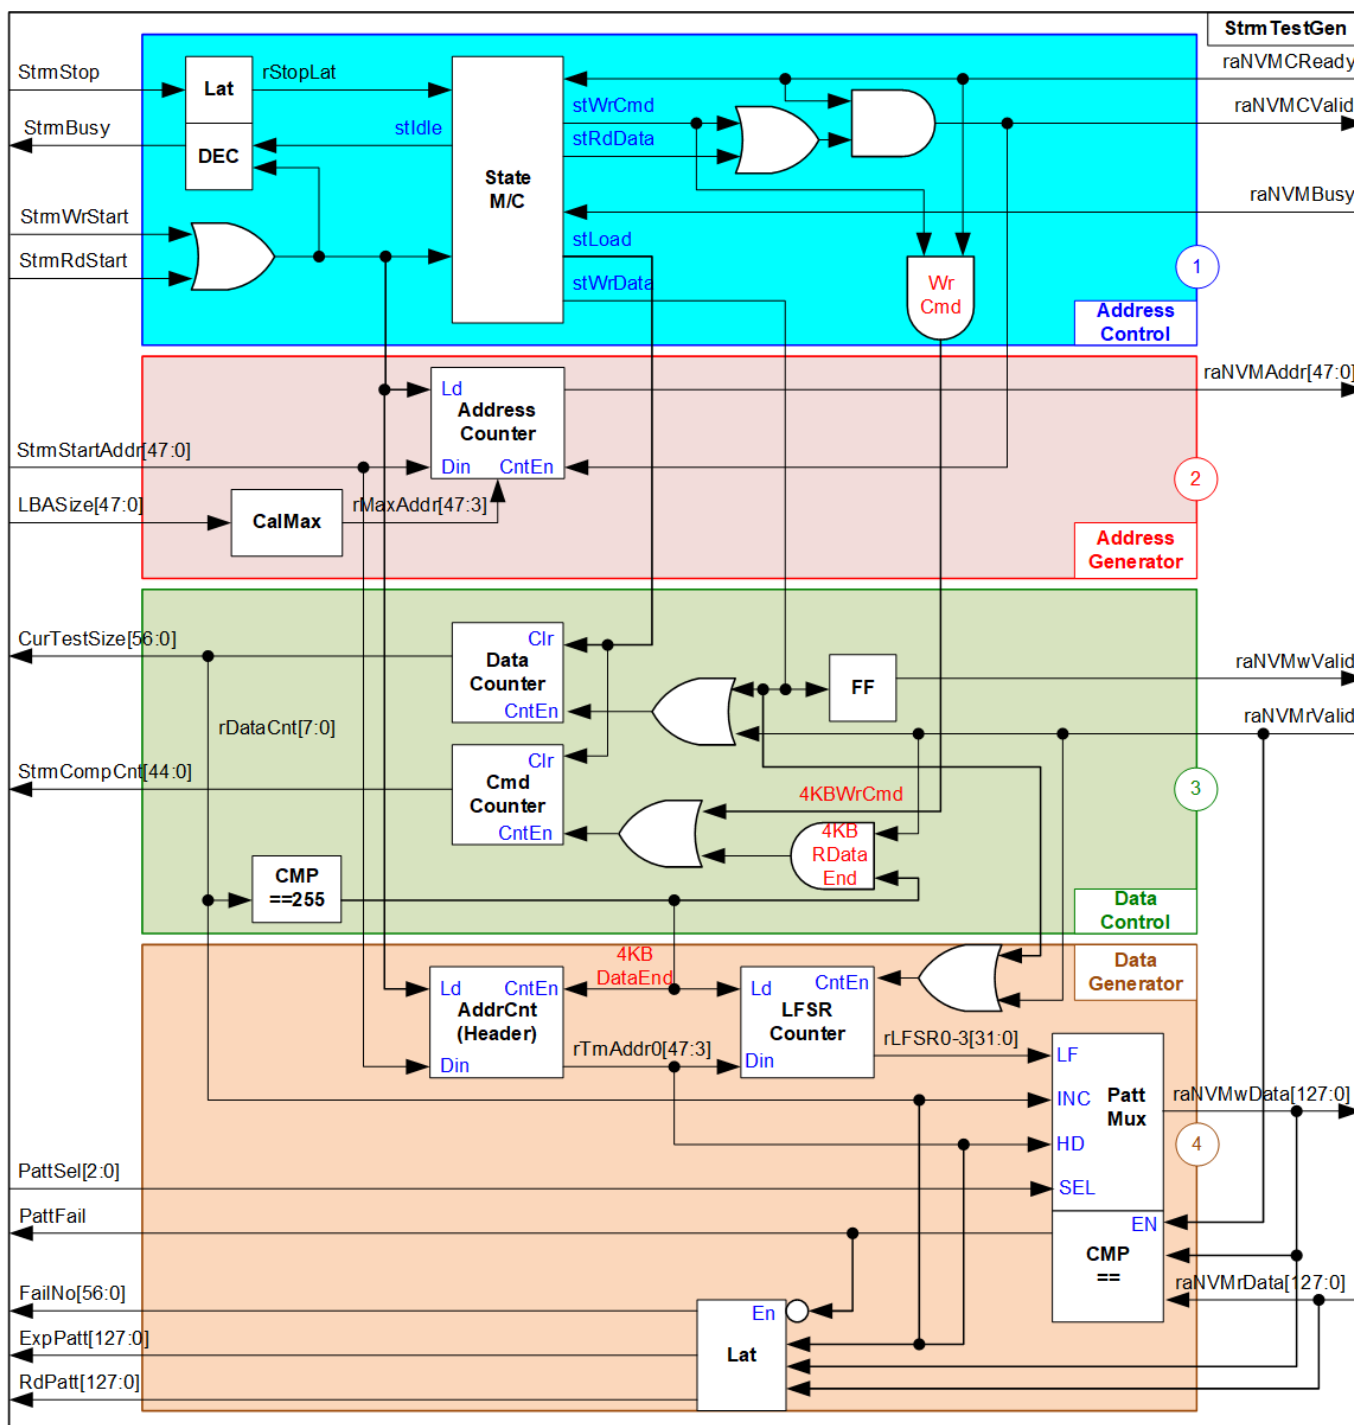 StrmTestGen
StrmStop
rStopLat
Lat
raNVMCReady
stWrCmd
raNVMCValid
StrmBusy
stIdle
stRdData
DEC
State
M/C
raNVMBusy
StrmWrStart
StrmRdStart
stLoad
stWrData
1
Wr
Cmd
Address
Control
Ld
Address
Counter
raNVMAddr[47:0]
StrmStartAddr[47:0]
Din
CntEn
2
LBASize[47:0]
CalMax
rMaxAddr[47:3]
Address
Generator
CurTestSize[56:0]
Clr
Data
Counter
CntEn
FF
raNVMwValid
raNVMrValid
rDataCnt[7:0]
StrmCompCnt[44:0]
Clr
Cmd
Counter
CntEn
4KBWrCmd
3
4KB
RData
End
CMP
==255
Data
Control
4KB
DataEnd
Data
Generator
Ld
CntEn
AddrCnt
(Header)
Din
Ld
CntEn
LFSR
Counter
Din
rTrnAddr0[47:3]
rLFSR0-3[31:0]
LF
INC
Patt
Mux
HD
SEL
raNVMwData[127:0]
4
PattSel[2:0]
PattFail
EN
CMP
==
raNVMrData[127:0]
FailNo[56:0]
En
ExpPatt[127:0]
Lat
RdPatt[127:0]